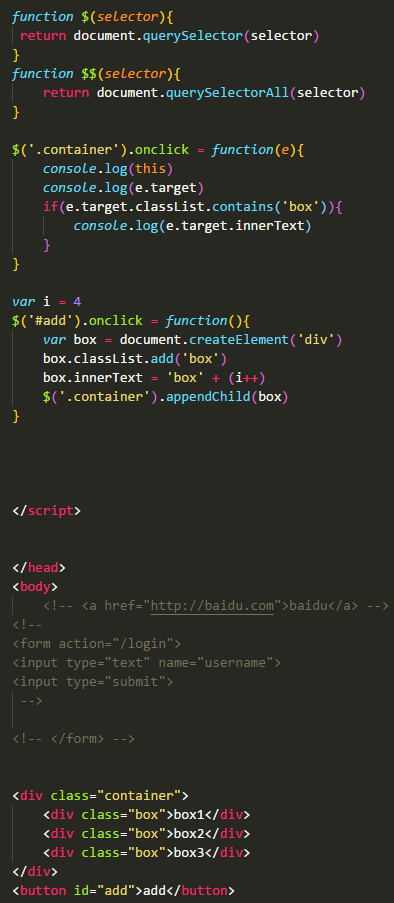 function $(selector){
return document.querySelector(selector)
}
function $$(selector){
return document.querySelectorAll(selector)
}
$('.container').onclick = function(e){
console.log(this)
console.log(e.target)
if(e.target.classList.contains('box')){
console.log(e.target.innerText)
}
}
var i = 4
$('#add').onclick = function(){
var box = document.createElement('div')
box.classList.add('box')
box.innerText = 'box' + (i++)
$('.container').appendChild(box)
}
</script>
</head>
<body>
<!-- <a href="http://baidu.com">baidu</a> -->
<!--
<form action="/login">
<input type="text" name="username">
<input type="submit">
-->
<!-- </form> -->
<div class="container">
<div class="box">box1</div>
<div class="box">box2</div>
<div class="box">box3</div>
</div>
<button id="add">add</button>